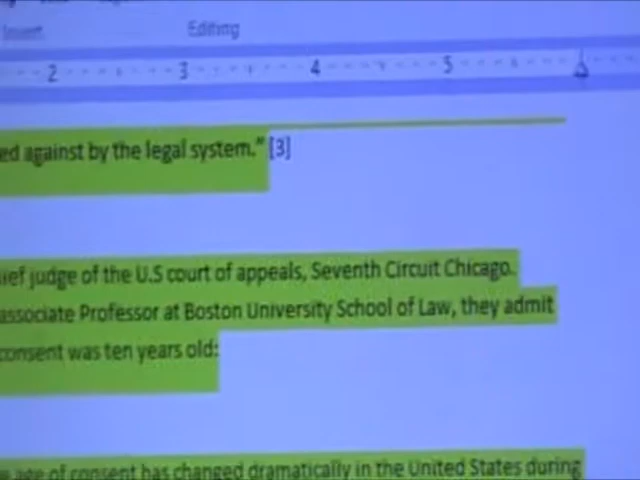 Insert Editing
2 3 4 5
ed against by the legal system." [3]
ief judge of the U.S court of appeals, Seventh Circuit Chicago.
associate Professor at Boston University School of Law, they admit
consent was ten years old:
age of consent has changed dramatically in the United States during